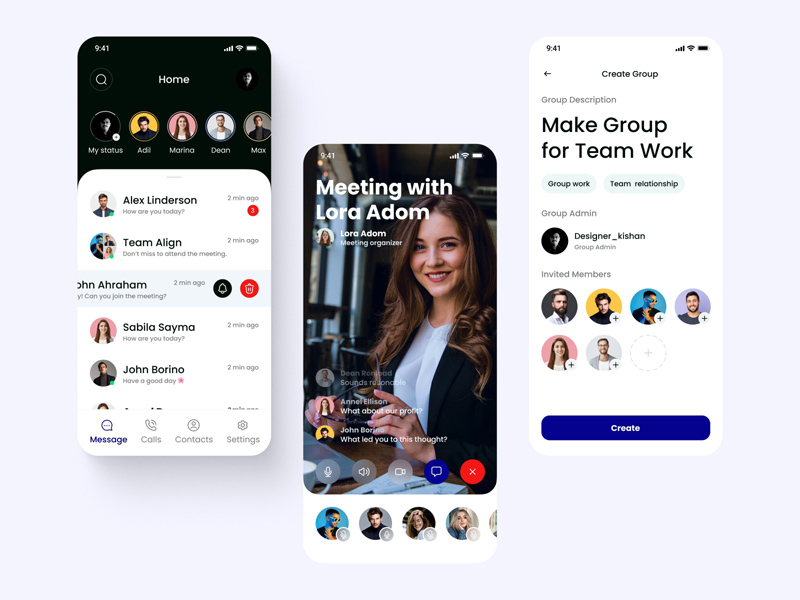 9:41
Home
My status
Adil
Marina
Dean
Max
Alex Linderson
2 min ago
How are you today?
3
Team Align
2 min ago
Don't miss to attend the meeting.
ohn Ahraham
2 min ago
y! Can you join the meeting?
Sabila Sayma
2 min ago
How are you today?
John Borino
2 min ago
Have a good day 🌸
2 min ago
Message
Calls
Contacts
Settings
9:41
Meeting with
Lora Adom
Lora Adom
Meeting organizer
Dean Ronload
Sounds resonable
Annei Ellison
What about our profit?
John Borino
What led you to this thought?
9:41
Create Group
Group Description
Make Group
for Team Work
Group work
Team relationship
Group Admin
Designer_kishan
Group Admin
Invited Members
Create